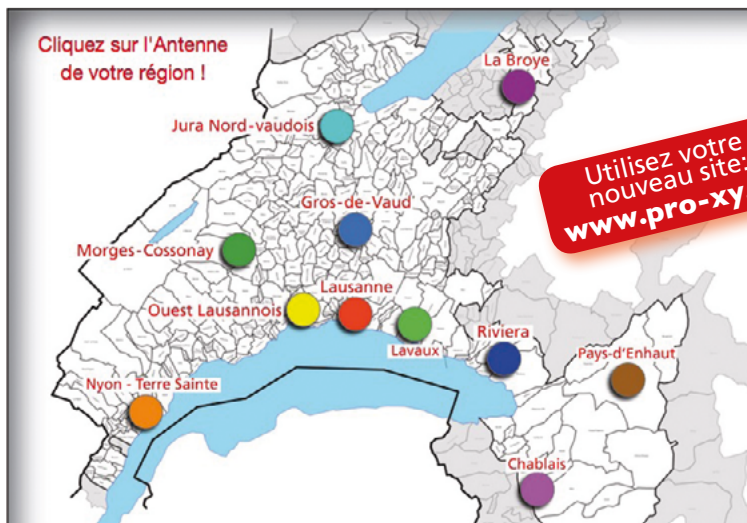 Cliquez sur l'Antenne
de votre région !
La Broye
Jura Nord-vaudois
Utilisez votre
nouveau site:
www.pro-xy
Gros-de-Vaud
Morges-Cossonay
Ouest Lausannois
Lausanne
Lavaux
Riviera
Pays-d'Enhaut
Nyon - Terre Sainte
Chablais